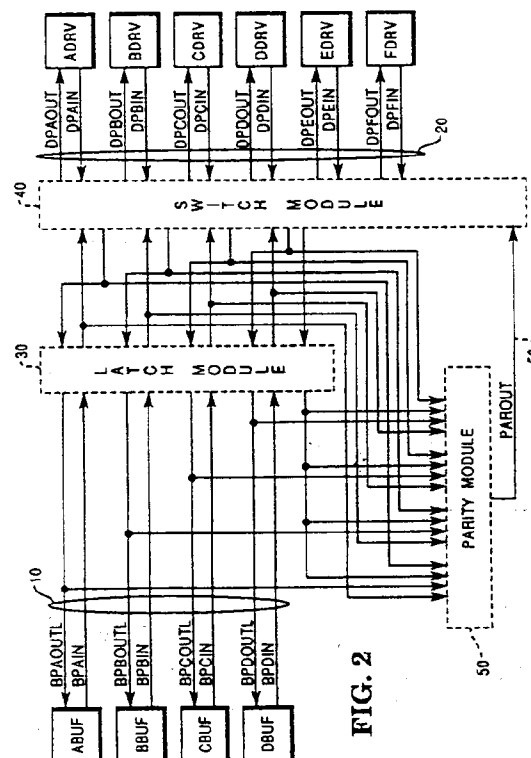 ADRV
BDRV
CDRV
DDRV
EDRV
FDRV
DPAOUT
DPAIN
DPBOUT
DPBIN
DPCOUT
DPCIN
DPDOUT
DPDIN
DPEOUT
DPEIN
DPFOUT
DPFIN
20
40
SWITCH MODULE
30
LATCH MODULE
PAROUT
PARITY MODULE
50
10
BPAOUTL
BPAIN
BPBOUTL
BPBIN
BPCOUTL
BPCIN
BPDOUTL
BPDIN
ABUF
BBUF
CBUF
DBUF
FIG. 2